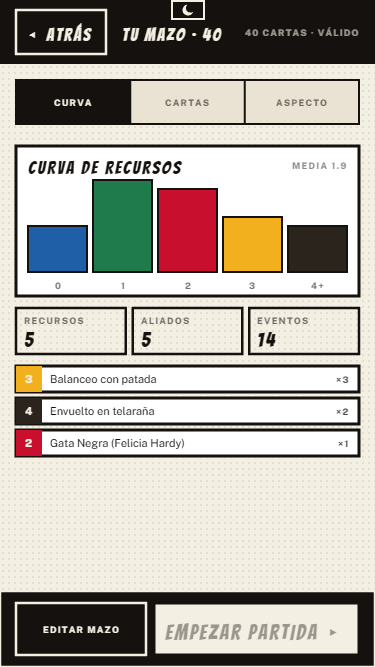 ◂ ATRÁS
TU MAZO · 40
40 CARTAS · VÁLIDO
CURVA
CARTAS
ASPECTO
CURVA DE RECURSOS
MEDIA 1.9
0
1
2
3
4+
RECURSOS
5
ALIADOS
5
EVENTOS
14
3 Balanceo con patada ×3
4 Envuelto en telaraña ×2
2 Gata Negra (Felicia Hardy) ×1
EDITAR MAZO
EMPEZAR PARTIDA ▸